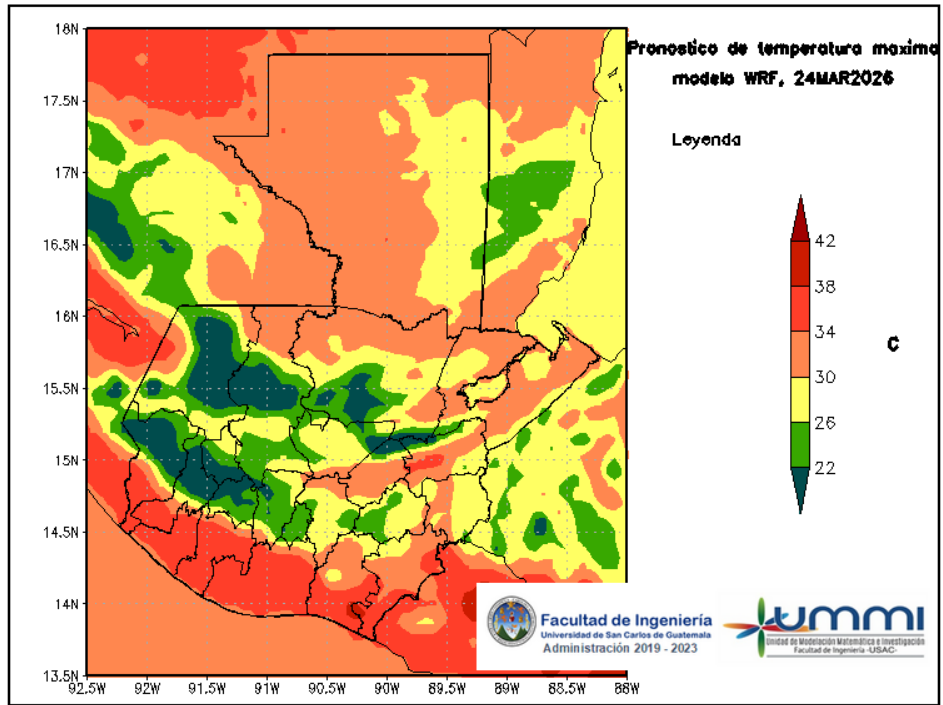 Pronostico de temperatura maxima
modelo WRF, 24MAR2026
Leyenda
42
38
34
30
26
22
C
18N
17.5N
17N
16.5N
16N
15.5N
15N
14.5N
14N
13.5N
92.5W
92W
91.5W
91W
90.5W
90W
89.5W
89W
88.5W
88W
Facultad de Ingeniería
Universidad de San Carlos de Guatemala
Administración 2019 - 2023
UMMI
Unidad de Modelación Matemática e Investigación
Facultad de Ingeniería -USAC-